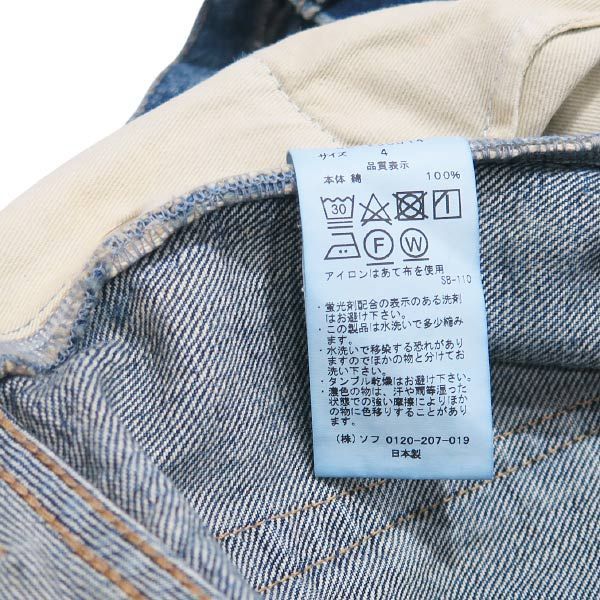 サイズ 4
品質表示
本体 綿 100%
30
F W
アイロンはあて布を使用
SB-110
・蛍光剤配合の表示のある洗剤
はお避け下さい。
・この製品は水洗いで多少縮み
ます。
・水洗いで移染する恐れがあり
ますのでほかの物と分けてお
洗い下さい。
・タンブル乾燥はお避け下さい。
・濃色の物は、汗や雨等湿った
状態での強い摩擦によりほか
の物に色移りすることがあり
ます。
(株)ソフ 0120-207-019
日本製